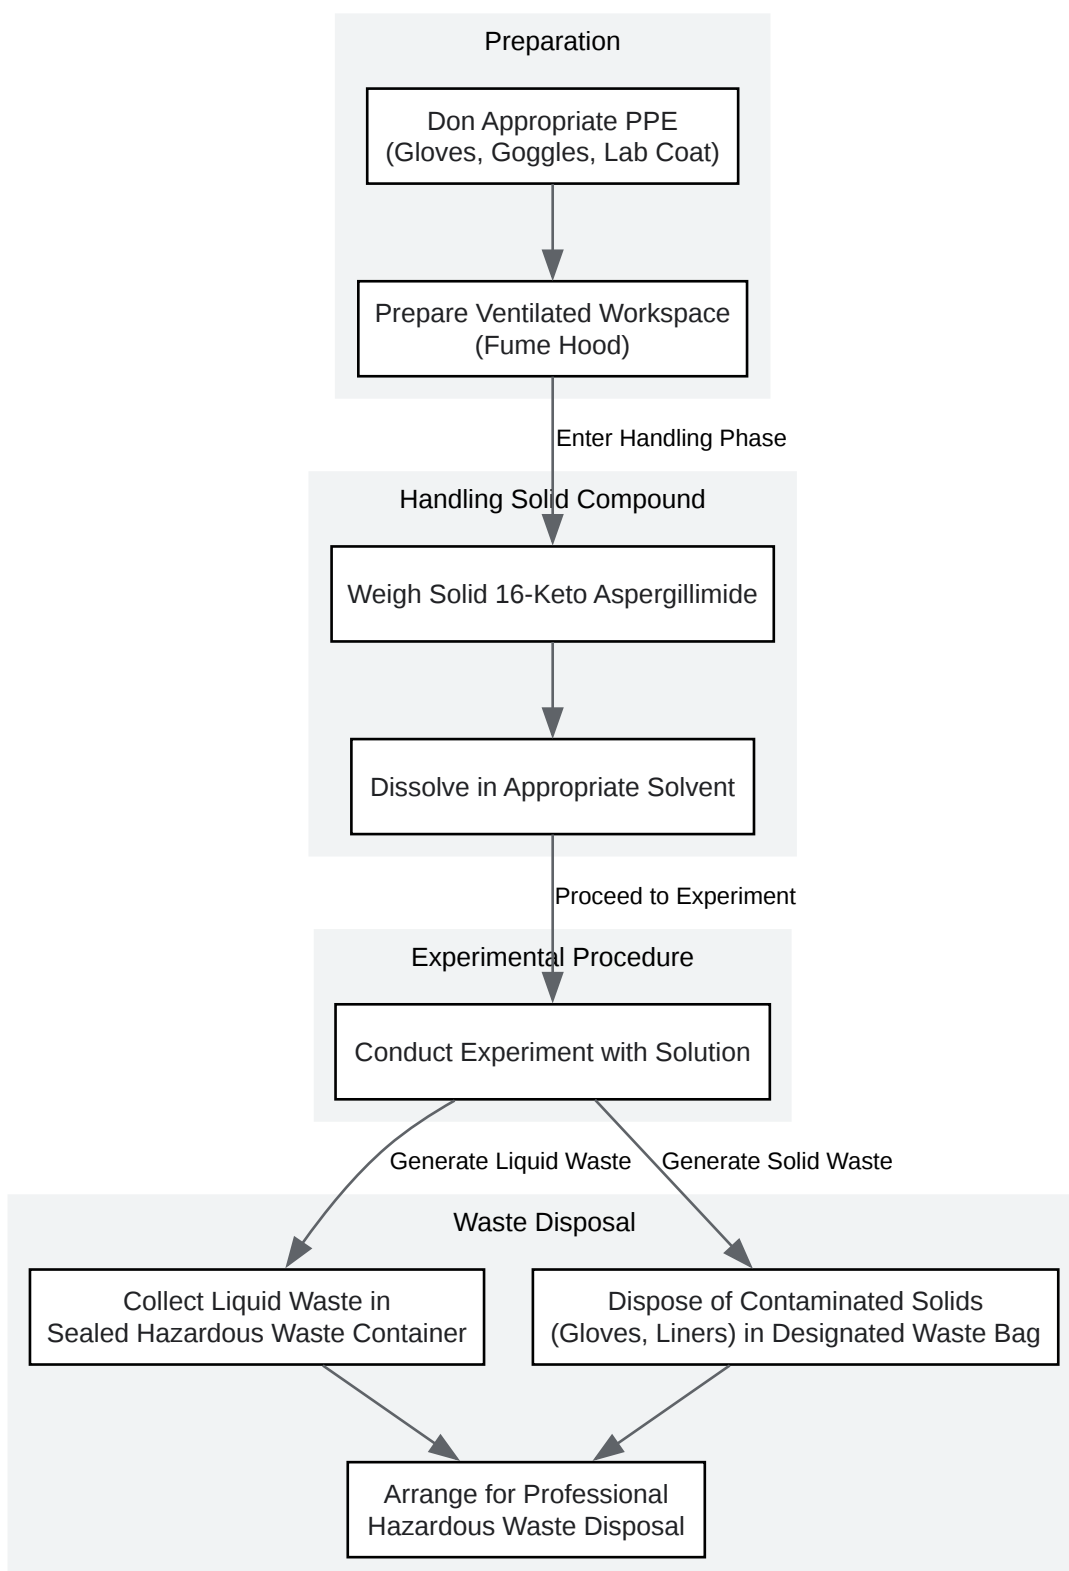 Preparation
Don Appropriate PPE
(Gloves, Goggles, Lab Coat)
Prepare Ventilated Workspace
(Fume Hood)
Enter Handling Phase
Handling Solid Compound
Weigh Solid 16-Keto Aspergillimide
Dissolve in Appropriate Solvent
Proceed to Experiment
Experimental Procedure
Conduct Experiment with Solution
Generate Liquid Waste
Generate Solid Waste
Waste Disposal
Collect Liquid Waste in
Sealed Hazardous Waste Container
Dispose of Contaminated Solids
(Gloves, Liners) in Designated Waste Bag
Arrange for Professional
Hazardous Waste Disposal